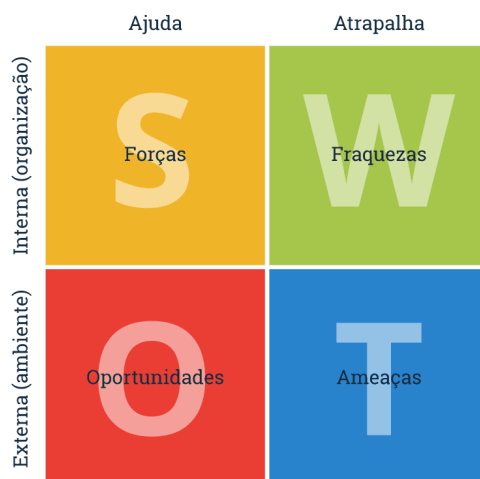 Ajuda
Atrapalha
Interna (organização)
S
Forças
W
Fraquezas
Externa (ambiente)
O
Oportunidades
T
Ameaças